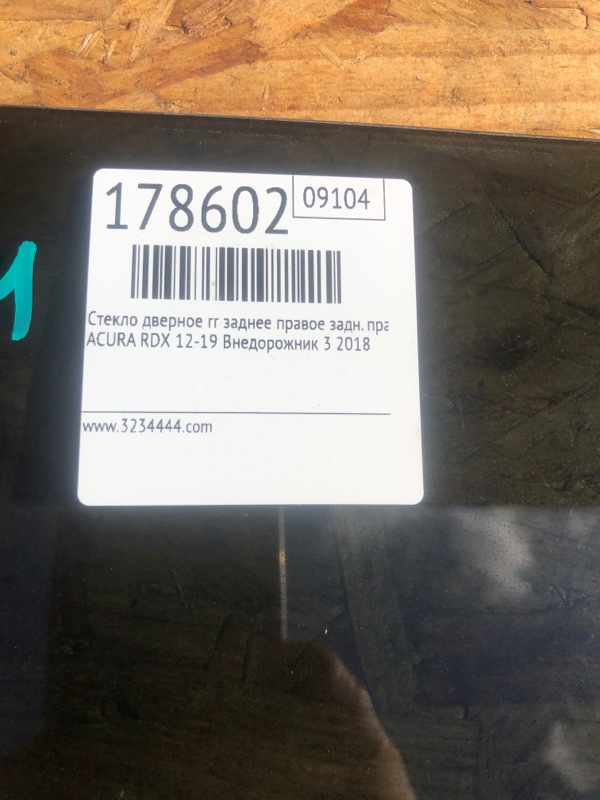 178602
09104
Стекло дверное rr заднее правое задн. пра
ACURA RDX 12-19 Внедорожник 3 2018
www.3234444.com
1